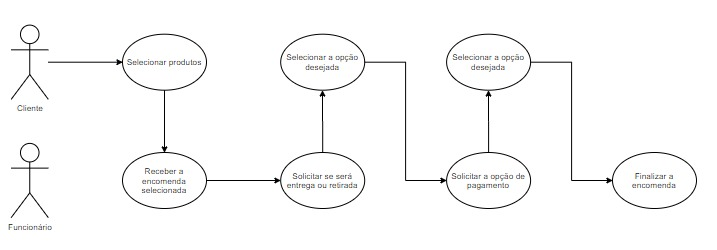 Cliente
Selecionar produtos
Selecionar a opção
desejada
Selecionar a opção
desejada
Funcionário
Receber a
encomenda
selecionada
Solicitar se será
entrega ou retirada
Solicitar a opção de
pagamento
Finalizar a
encomenda